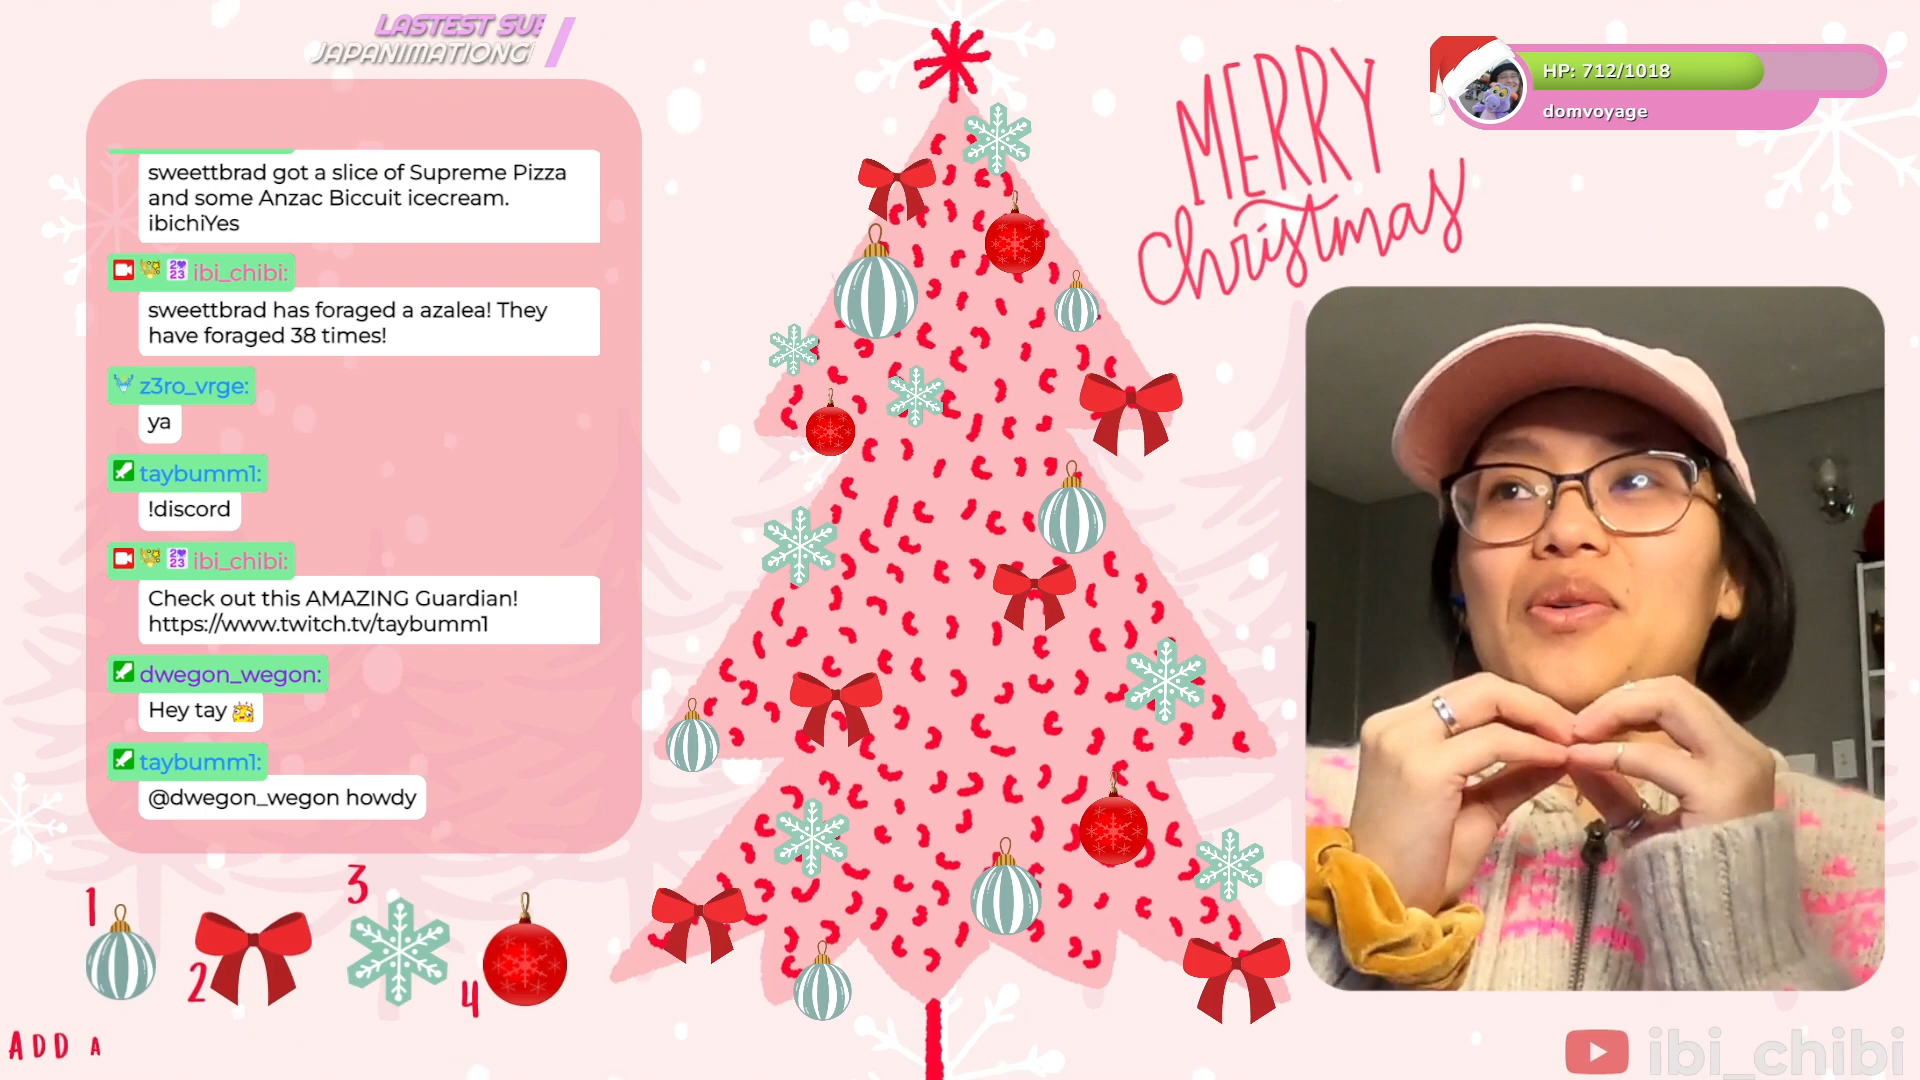 LASTEST SUB
JAPANIMATIONG
MERRY
Christmas
HP: 712/1018
domvoyage
sweettbrad got a slice of Supreme Pizza
and some Anzac Biccuit icecream.
ibichiYes
ibi_chibi:
sweettbrad has foraged a azalea! They
have foraged 38 times!
z3ro_vrge:
ya
taybumm1:
!discord
ibi_chibi:
Check out this AMAZING Guardian!
https://www.twitch.tv/taybumm1
dwegon_wegon:
Hey tay
taybumm1:
@dwegon_wegon howdy
1
2
3
4
ADD A
ibi_chibi